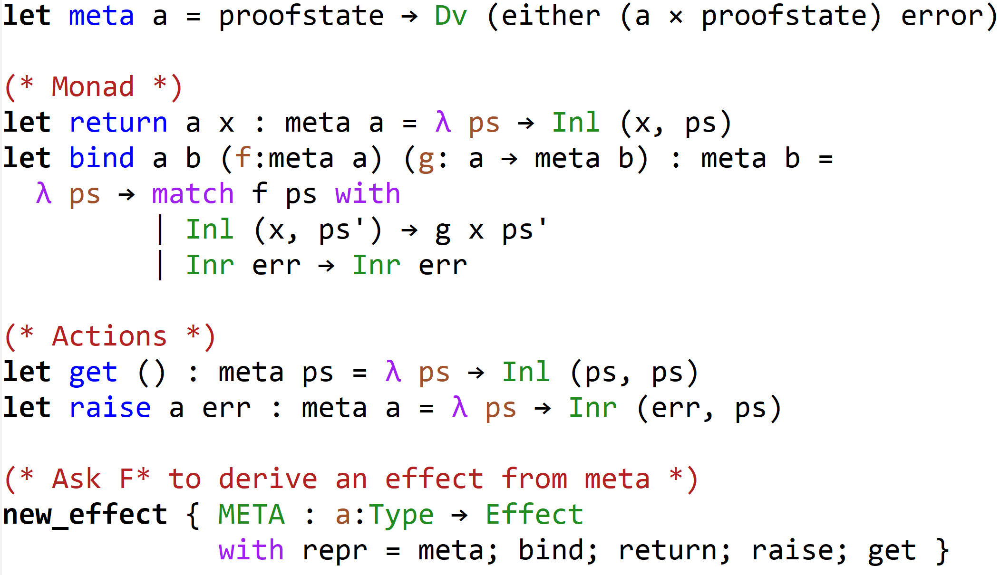 let meta a = proofstate → Dv (either (a × proofstate) error)
(* Monad *)
let return a x : meta a = λ ps → Inl (x, ps)
let bind a b (f:meta a) (g: a → meta b) : meta b =
  λ ps → match f ps with
         | Inl (x, ps') → g x ps'
         | Inr err → Inr err
(* Actions *)
let get () : meta ps = λ ps → Inl (ps, ps)
let raise a err : meta a = λ ps → Inr (err, ps)
(* Ask F* to derive an effect from meta *)
new_effect { META : a:Type → Effect
             with repr = meta; bind; return; raise; get }